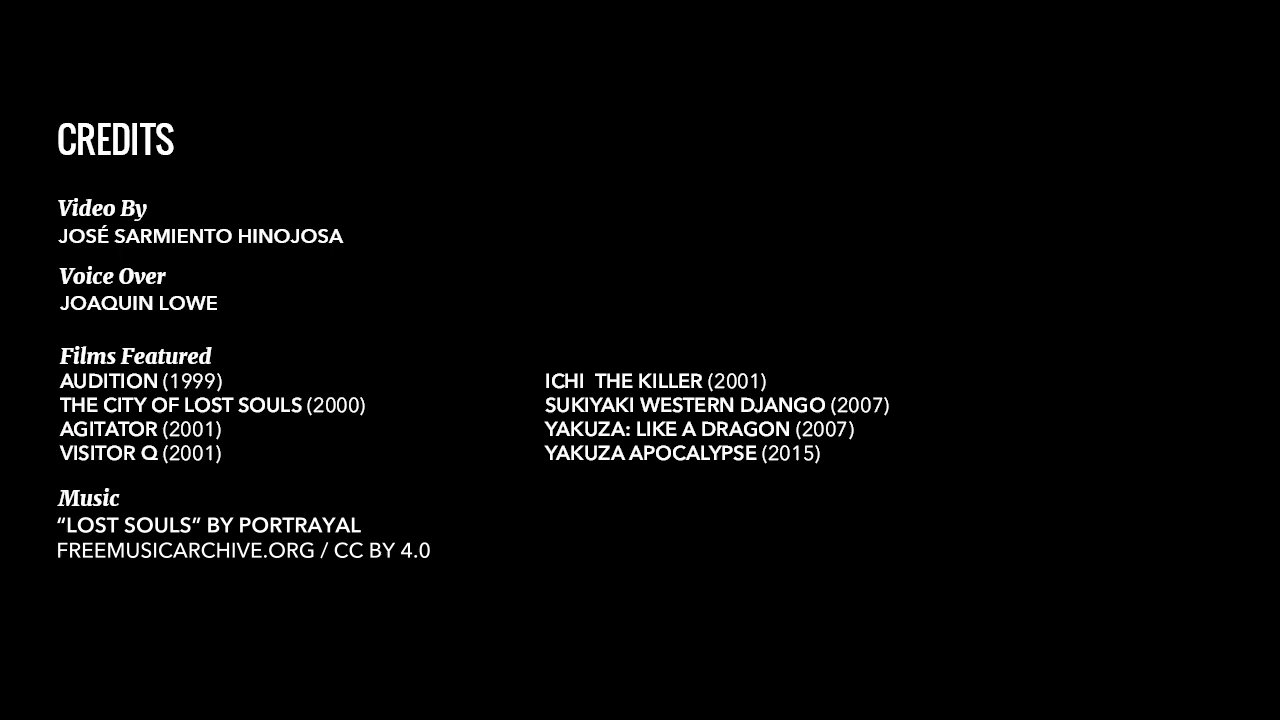 CREDITS
Video By
JOSÉ SARMIENTO HINOJOSA
Voice Over
JOAQUIN LOWE
Films Featured
AUDITION (1999)
THE CITY OF LOST SOULS (2000)
AGITATOR (2001)
VISITOR Q (2001)
ICHI  THE KILLER (2001)
SUKIYAKI WESTERN DJANGO (2007)
YAKUZA: LIKE A DRAGON (2007)
YAKUZA APOCALYPSE (2015)
Music
“LOST SOULS” BY PORTRAYAL
FREEMUSICARCHIVE.ORG / CC BY 4.0